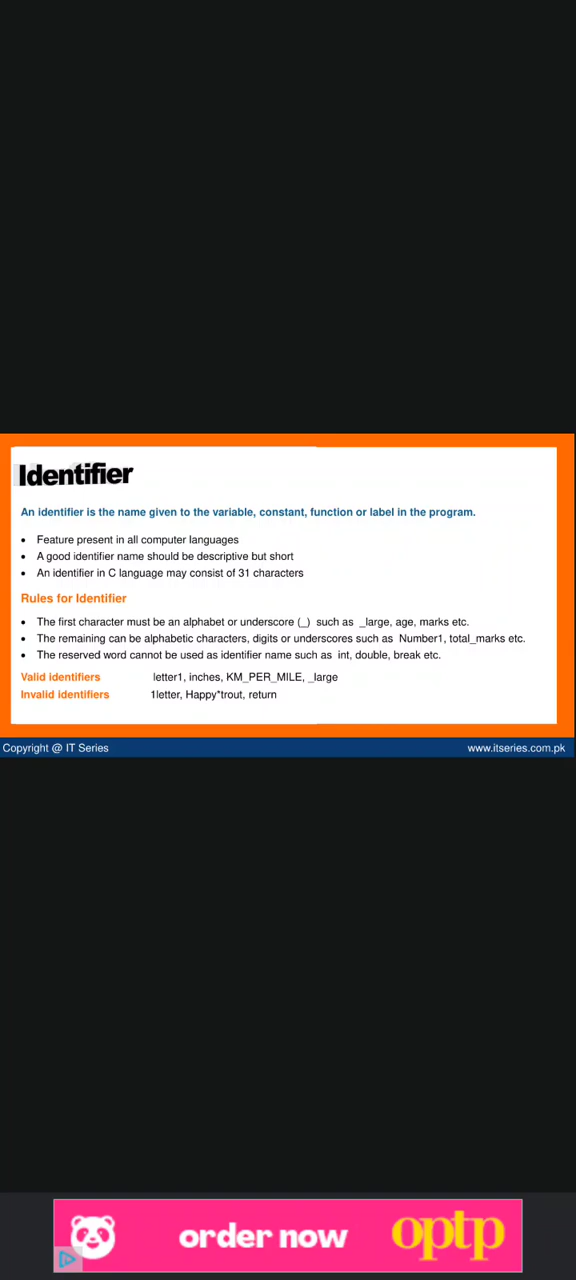 Identifier
An identifier is the name given to the variable, constant, function or label in the program.
• Feature present in all computer languages
• A good identifier name should be descriptive but short
• An identifier in C language may consist of 31 characters
Rules for Identifier
• The first character must be an alphabet or underscore (_) such as _large, age, marks etc.
• The remaining can be alphabetic characters, digits or underscores such as Number1, total_marks etc.
• The reserved word cannot be used as identifier name such as int, double, break etc.
Valid identifiers letter1, inches, KM_PER_MILE, _large
Invalid identifiers 1letter, Happy*trout, return
Copyright @ IT Series www.itseries.com.pk
order now optp